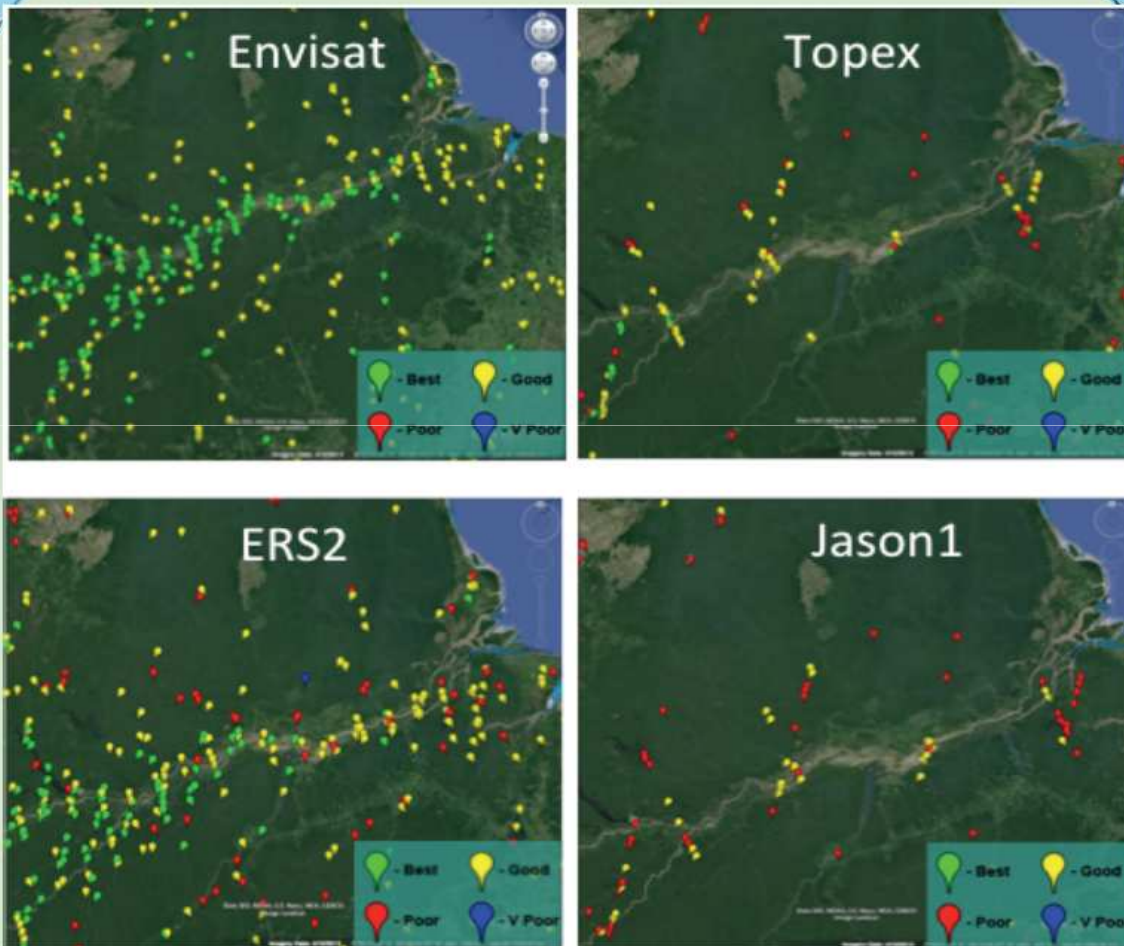 Envisat
- Best - Good
- Poor - V Poor
Topex
- Best - Good
- Poor - V Poo
ERS2
- Best - Good
- Poor - V Poor
Jason1
- Best - Good
- Poor - V Poo